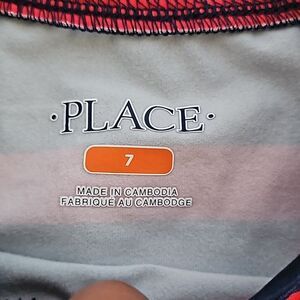 ·PLACE·
7
MADE IN CAMBODIA
FABRIQUÉ AU CAMBODGE